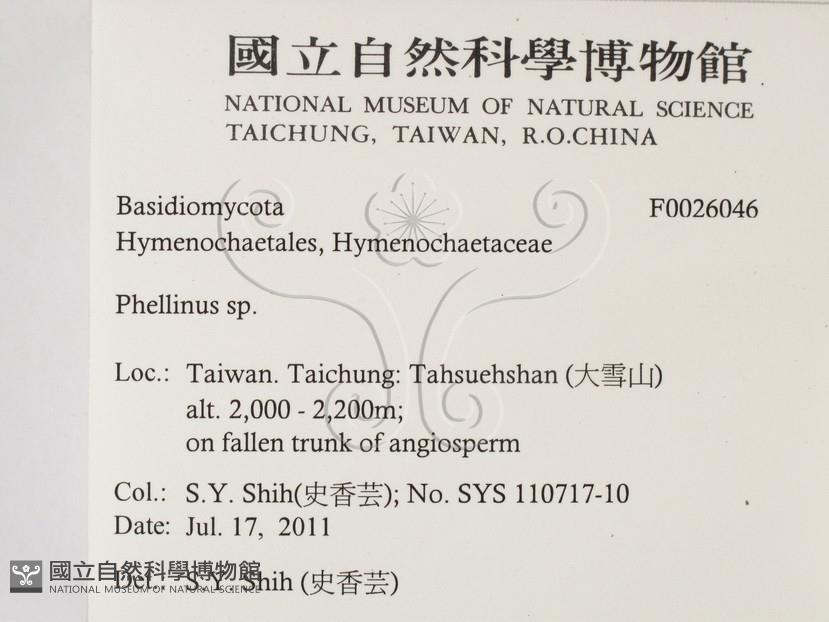 國立自然科學博物館
NATIONAL MUSEUM OF NATURAL SCIENCE
TAICHUNG, TAIWAN, R.O.CHINA
Basidiomycota F0026046
Hymenochaetales, Hymenochaetaceae
Phellinus sp.
Loc.: Taiwan. Taichung: Tahsuehshan (大雪山)
alt. 2,000 - 2,200m;
on fallen trunk of angiosperm
Col.: S.Y. Shih(史香芸); No. SYS 110717-10
Date: Jul. 17, 2011
Det.: S.Y. Shih (史香芸)
國立自然科學博物館
NATIONAL MUSEUM OF NATURAL SCIENCE